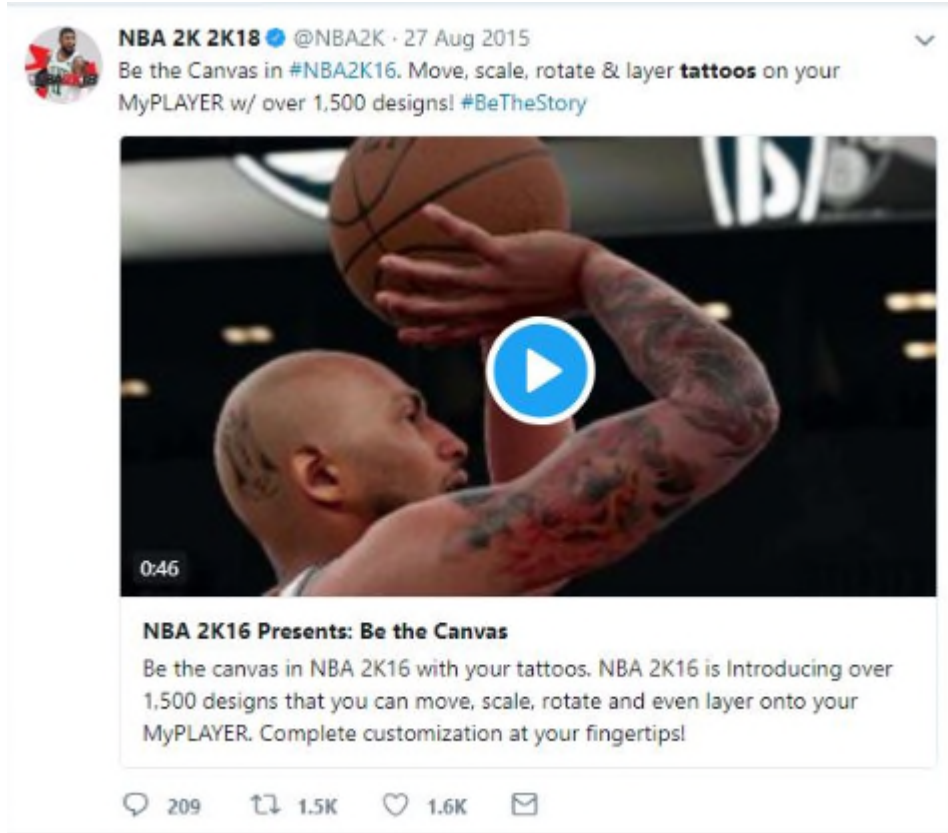 NBA 2K 2K18 @NBA2K · 27 Aug 2015
Be the Canvas in #NBA2K16. Move, scale, rotate & layer tattoos on your
MyPLAYER w/ over 1,500 designs! #BeTheStory
0:46
NBA 2K16 Presents: Be the Canvas
Be the canvas in NBA 2K16 with your tattoos. NBA 2K16 is Introducing over
1,500 designs that you can move, scale, rotate and even layer onto your
MyPLAYER. Complete customization at your fingertips!
209 1.5K 1.6K